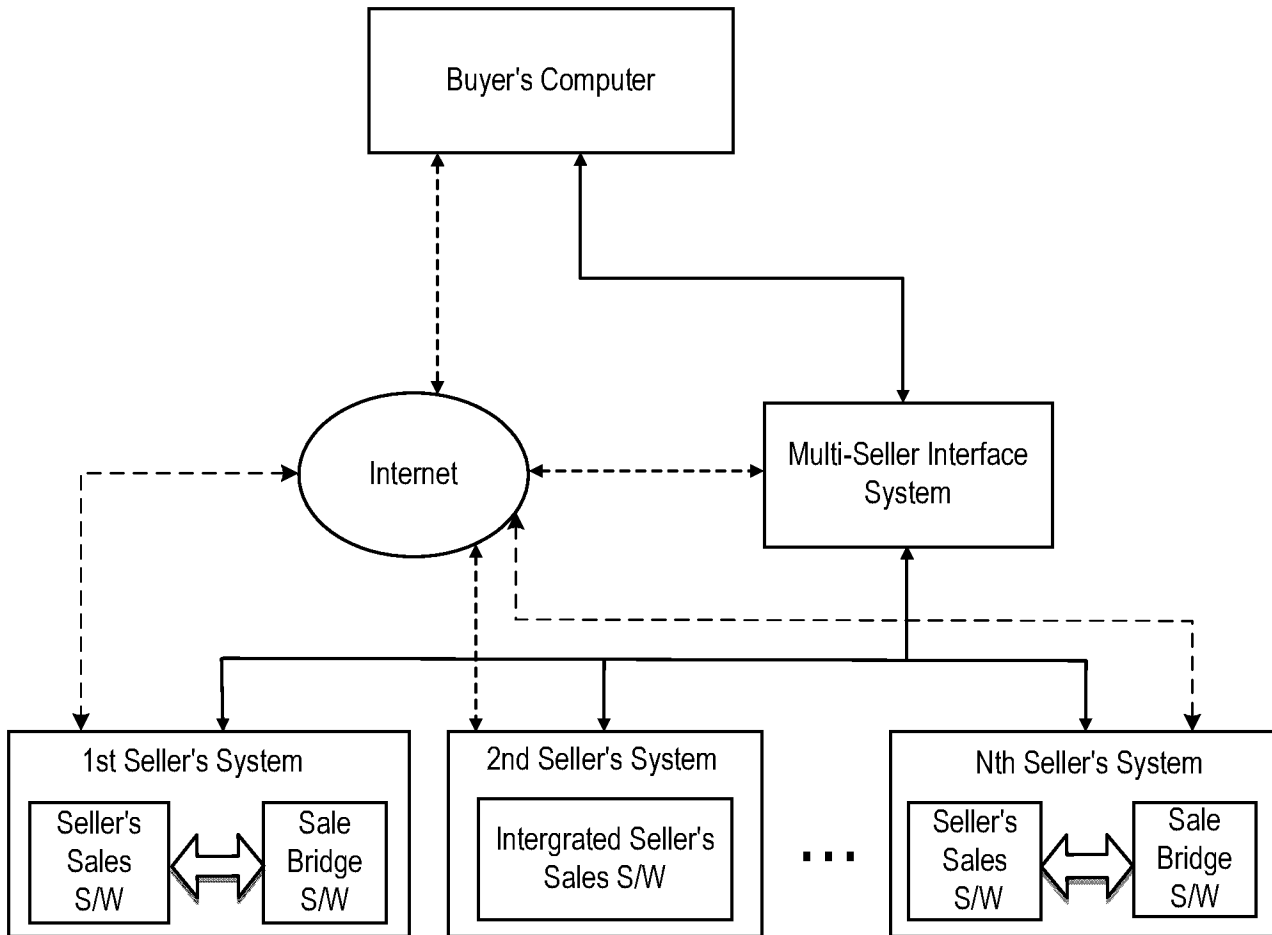 Buyer's Computer
Internet
Multi-Seller Interface
System
1st Seller's System
Seller's
Sales
S/W
Sale
Bridge
S/W
2nd Seller's System
Intergrated Seller's
Sales S/W
...
Nth Seller's System
Seller's
Sales
S/W
Sale
Bridge
S/W